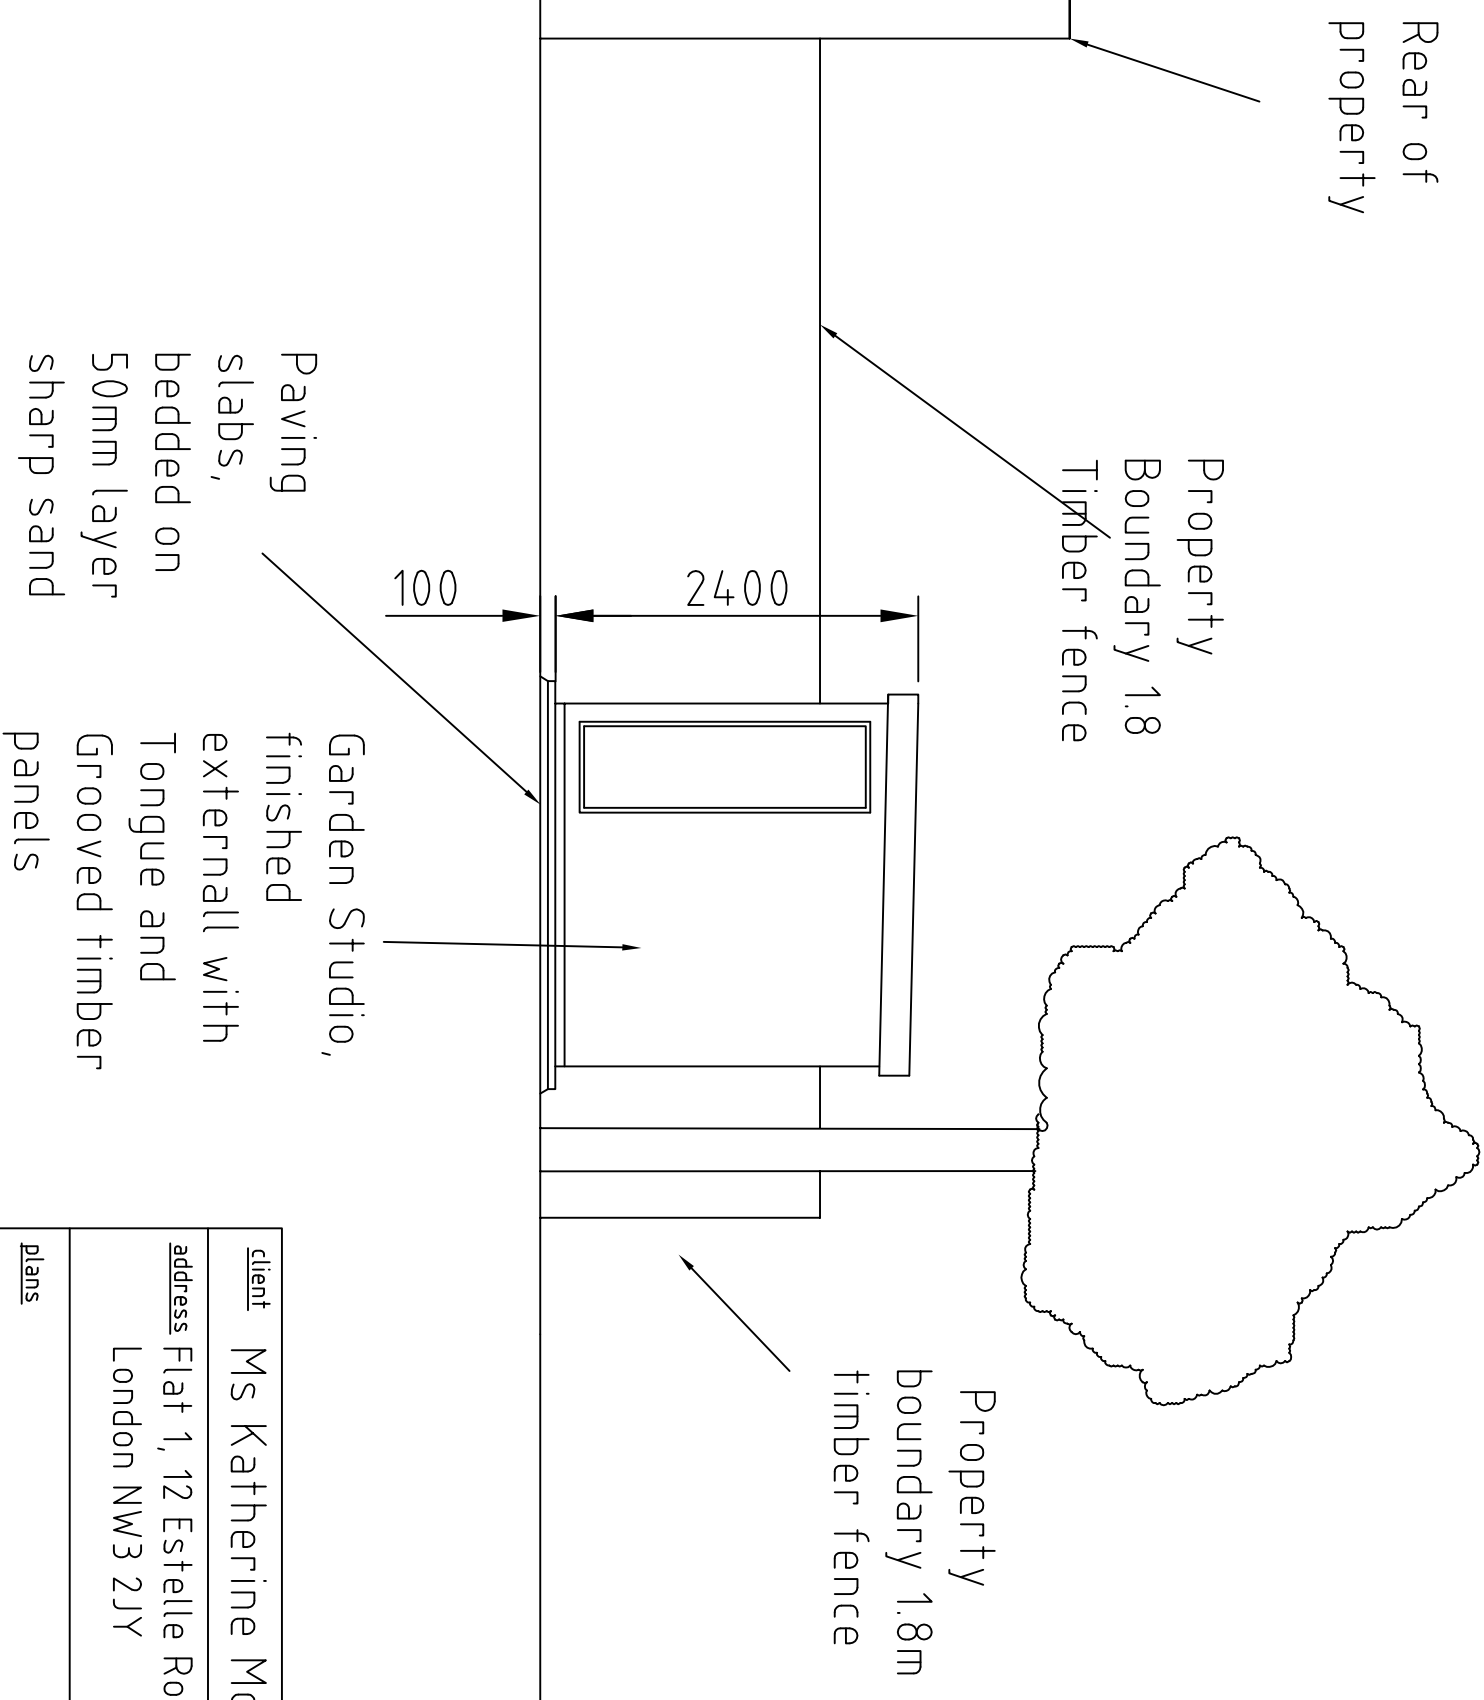 Rear of
property
Property
Boundary 1.8
Timber fence
2400
100
Paving
slabs,
bedded on
50mm layer
sharp sand
Garden Studio,
finished
externall with
Tongue and
Grooved timber
panels
Property
boundary 1.8m
timber fence
client Ms Katherine
address Flat 1, 12 Estelle Ro
London NW3 2JY
plans